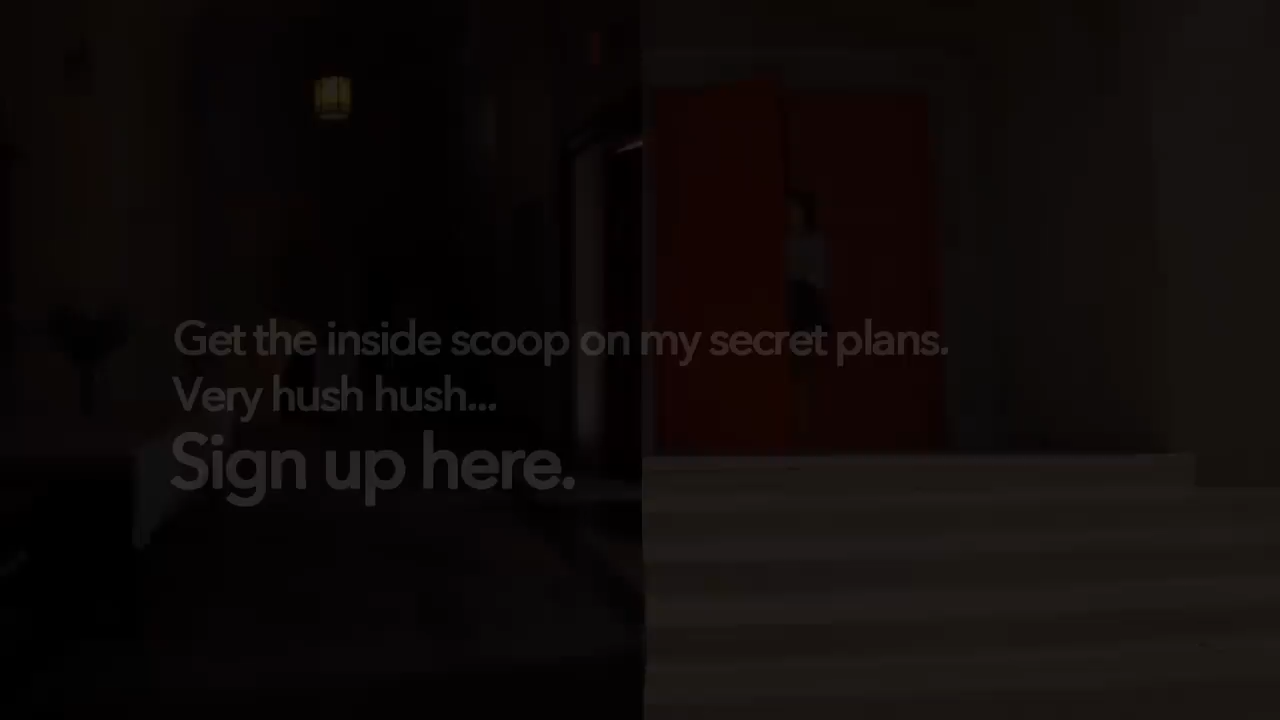 Get the inside scoop on my secret plans.
Very hush hush...
Sign up here.